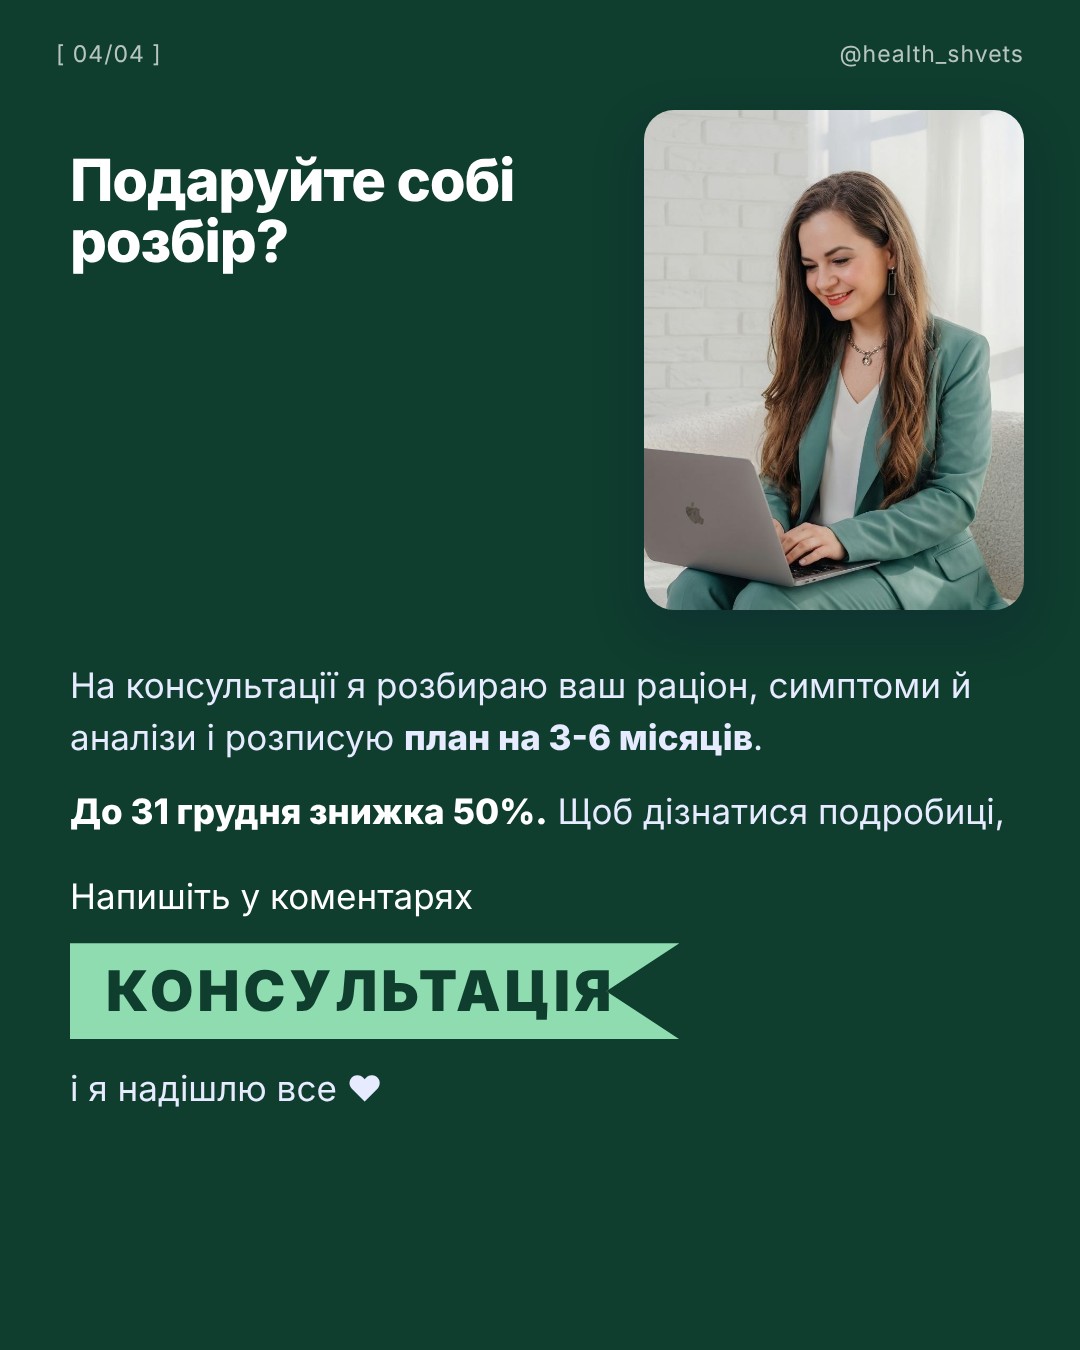 [ 04/04 ]
@health_shvets
Подаруйте собі
розбір?
На консультації я розбираю ваш раціон, симптоми й
аналізи і розписую план на 3-6 місяців.
До 31 грудня знижка 50%. Щоб дізнатися подробиці,
Напишіть у коментарях
КОНСУЛЬТАЦІЯ
і я надішлю все ♥